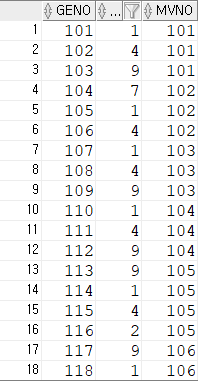 GENO ... MVNO
1 101 1 101
2 102 4 101
3 103 9 101
4 104 7 102
5 105 1 102
6 106 4 102
7 107 1 103
8 108 4 103
9 109 9 103
10 110 1 104
11 111 4 104
12 112 9 104
13 113 9 105
14 114 1 105
15 115 4 105
16 116 2 105
17 117 9 106
18 118 1 106